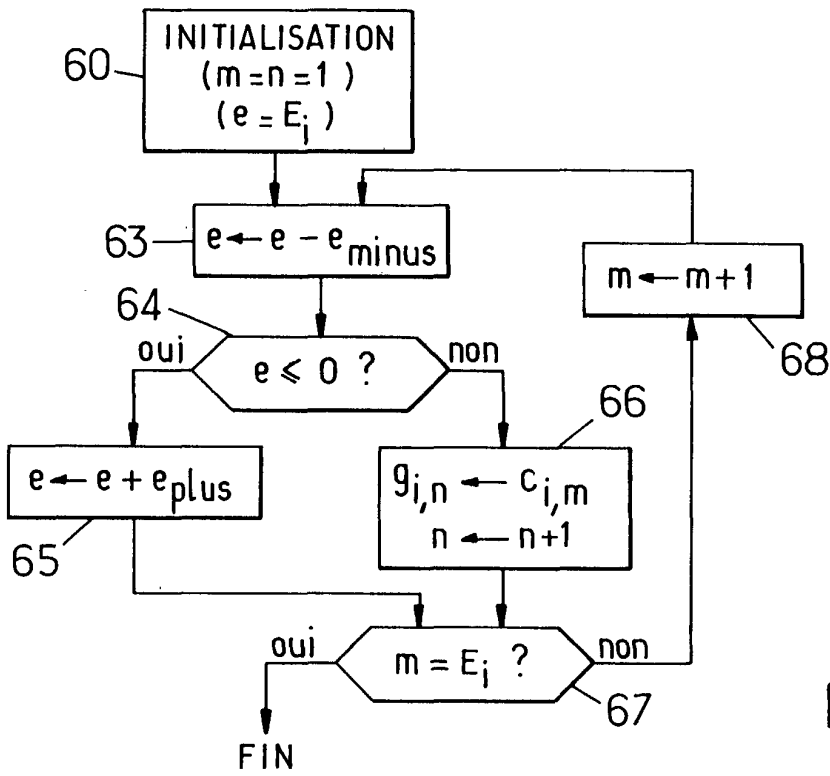 60
INITIALISATION
(m=n=1)
(e = E_i)
63
e ← e - e_minus
m ← m+1
68
64
oui
e ⩽ 0 ?
non
66
e ← e + e_plus
65
g_i,n ← c_i,m
n ← n+1
oui
m = E_i ?
non
67
FIN